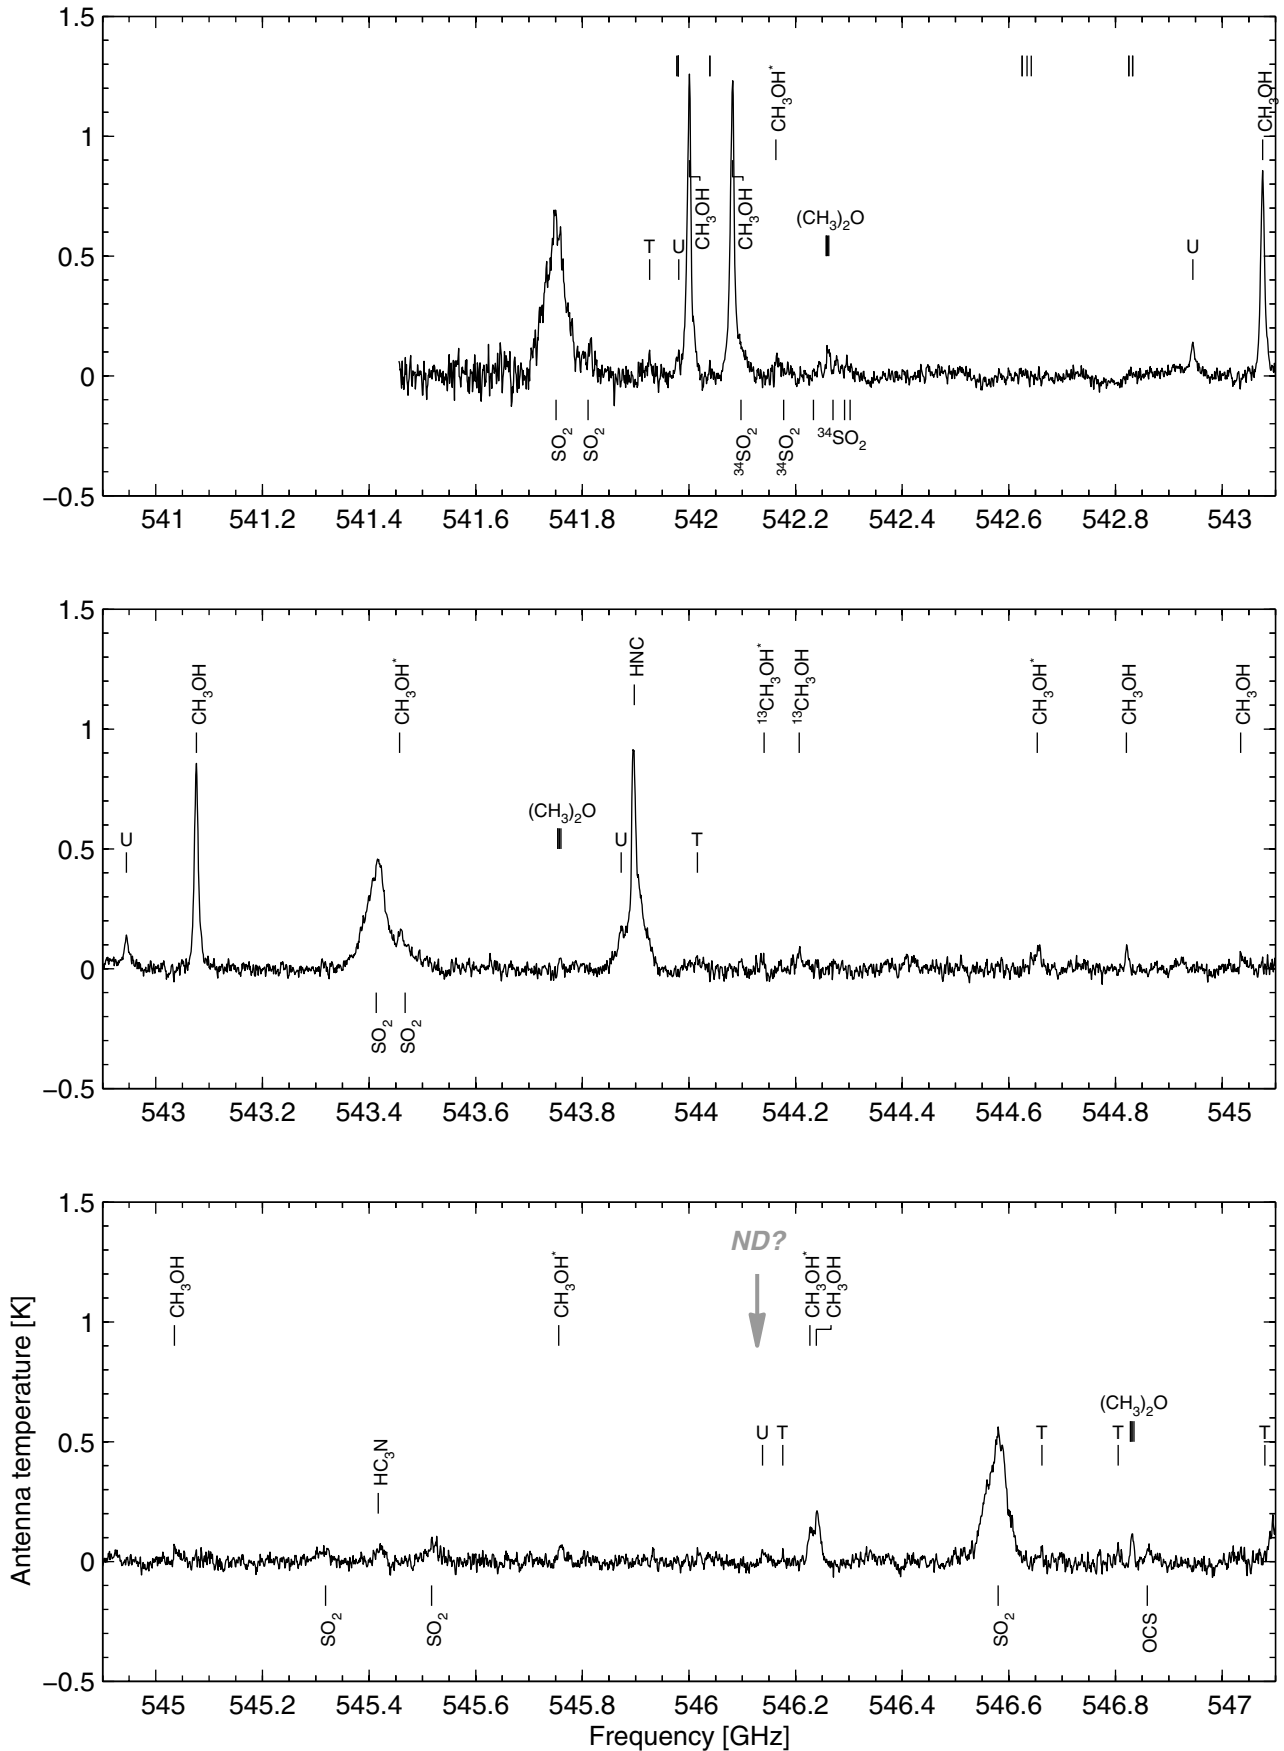 1.5
CH₃OH*
CH₃OH
1
CH₃OH
CH₃OH
(CH₃)₂O
0.5
T
U
U
0
SO₂
SO₂
³⁴SO₂
³⁴SO₂
³⁴SO₂
−0.5
541 541.2 541.4 541.6 541.8 542 542.2 542.4 542.6 542.8 543
1.5
CH₃OH
CH₃OH*
HNC
¹³CH₃OH*
¹³CH₃OH
CH₃OH*
CH₃OH
CH₃OH
1
(CH₃)₂O
0.5
U
U
T
0
SO₂
SO₂
−0.5
543 543.2 543.4 543.6 543.8 544 544.2 544.4 544.6 544.8 545
1.5
ND?
CH₃OH
CH₃OH*
CH₃OH*
CH₃OH
1
(CH₃)₂O
0.5
HC₃N
U T
T
T
T
0
SO₂
SO₂
SO₂
OCS
−0.5
545 545.2 545.4 545.6 545.8 546 546.2 546.4 546.6 546.8 547
Antenna temperature [K]
Frequency [GHz]